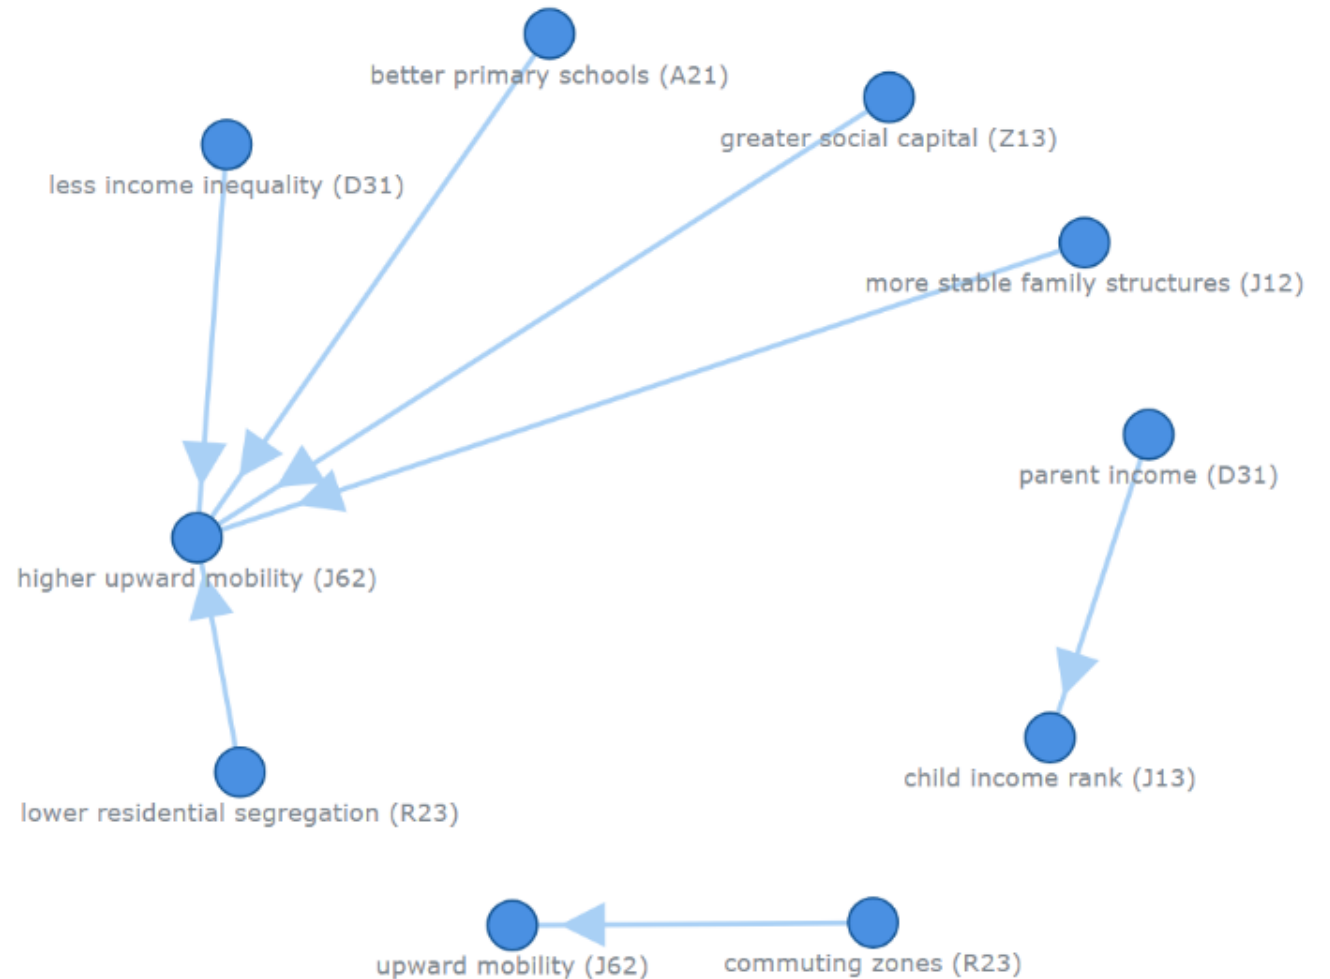 better primary schools (A21)
greater social capital (Z13)
less income inequality (D31)
more stable family structures (J12)
parent income (D31)
higher upward mobility (J62)
child income rank (J13)
lower residential segregation (R23)
upward mobility (J62)
commuting zones (R23)